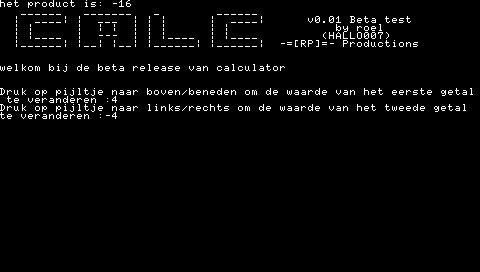 het product is: -16
CALC
v0.01 Beta test
by roel
(HALLO007)
-=[RP]=- Productions
welkom bij de beta release van calculator
Druk op pijltje naar boven/beneden om de waarde van het eerste getal
te veranderen :4
Druk op pijltje naar links/rechts om de waarde van het tweede getal
te veranderen :-4